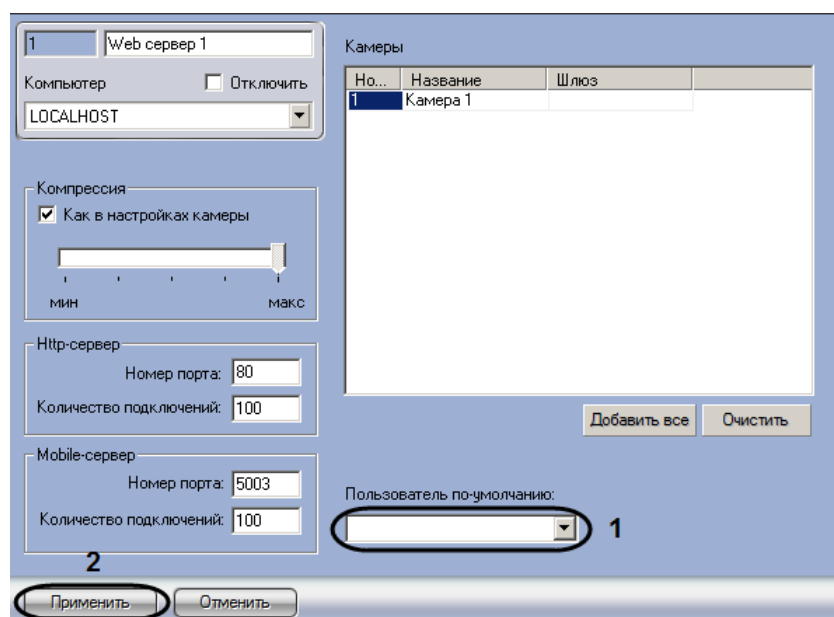 1
Web сервер 1
Компьютер
Отключить
LOCALHOST
Компрессия
Как в настройках камеры
мин
макс
Http-сервер
Номер порта: 80
Количество подключений: 100
Mobile-сервер
Номер порта: 5003
Количество подключений: 100
Камеры
Но... Название Шлюз
1 Камера 1
Добавить все
Очистить
Пользователь по-умолчанию:
1
2
Применить
Отменить